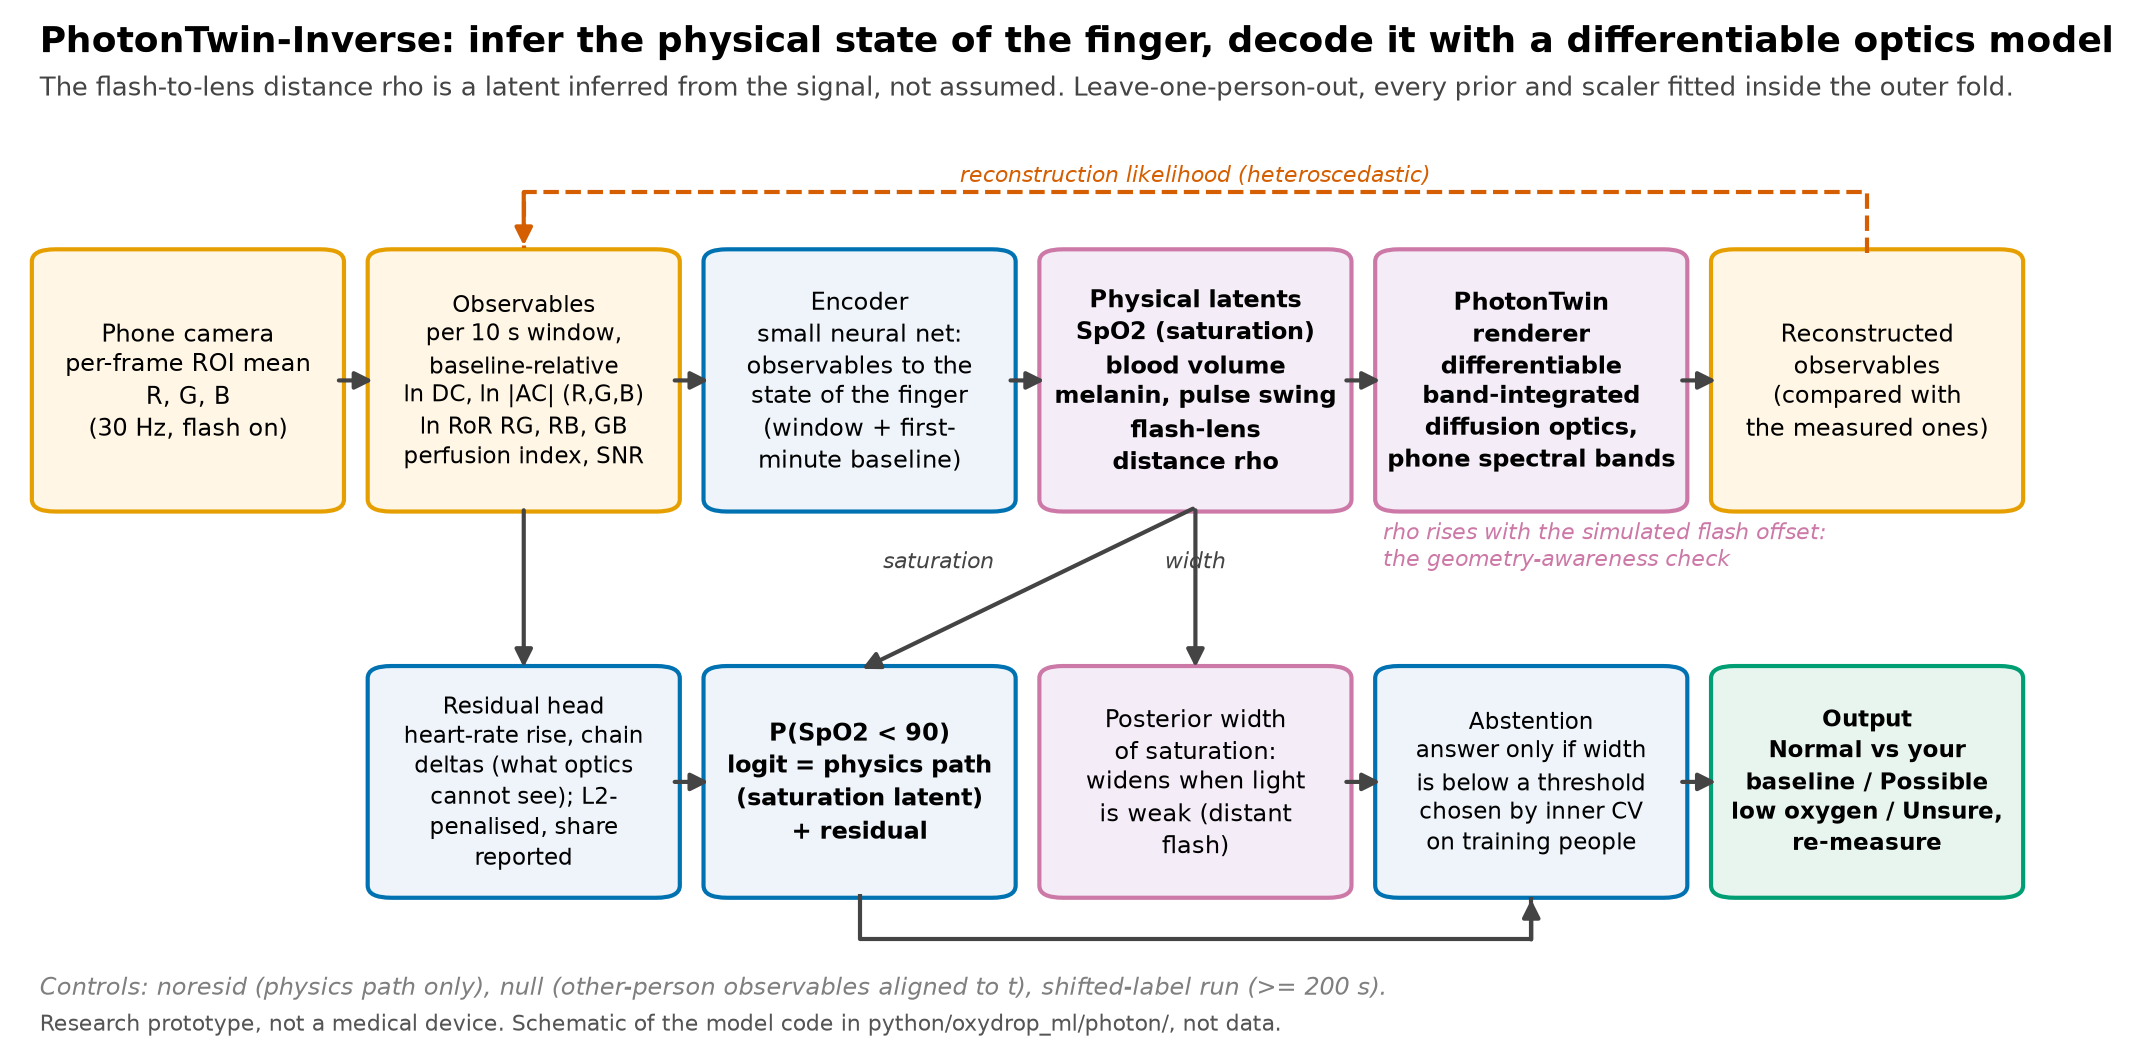 PhotonTwin-Inverse: infer the physical state of the finger, decode it with a differentiable optics model
The flash-to-lens distance rho is a latent inferred from the signal, not assumed. Leave-one-person-out, every prior and scaler fitted inside the outer fold.
reconstruction likelihood (heteroscedastic)
Phone camera
per-frame ROI mean
R, G, B
(30 Hz, flash on)
Observables
per 10 s window,
baseline-relative
ln DC, ln |AC| (R,G,B)
ln RoR RG, RB, GB
perfusion index, SNR
Encoder
small neural net:
observables to the
state of the finger
(window + first-
minute baseline)
Physical latents
SpO2 (saturation)
blood volume
melanin, pulse swing
flash-lens
distance rho
PhotonTwin
renderer
differentiable
band-integrated
diffusion optics,
phone spectral bands
Reconstructed
observables
(compared with
the measured ones)
rho rises with the simulated flash offset:
the geometry-awareness check
saturation
width
Residual head
heart-rate rise, chain
deltas (what optics
cannot see); L2-
penalised, share
reported
P(SpO2 < 90)
logit = physics path
(saturation latent)
+ residual
Posterior width
of saturation:
widens when light
is weak (distant
flash)
Abstention
answer only if width
is below a threshold
chosen by inner CV
on training people
Output
Normal vs your
baseline / Possible
low oxygen / Unsure,
re-measure
Controls: noresid (physics path only), null (other-person observables aligned to t), shifted-label run (>= 200 s).
Research prototype, not a medical device. Schematic of the model code in python/oxydrop_ml/photon/, not data.